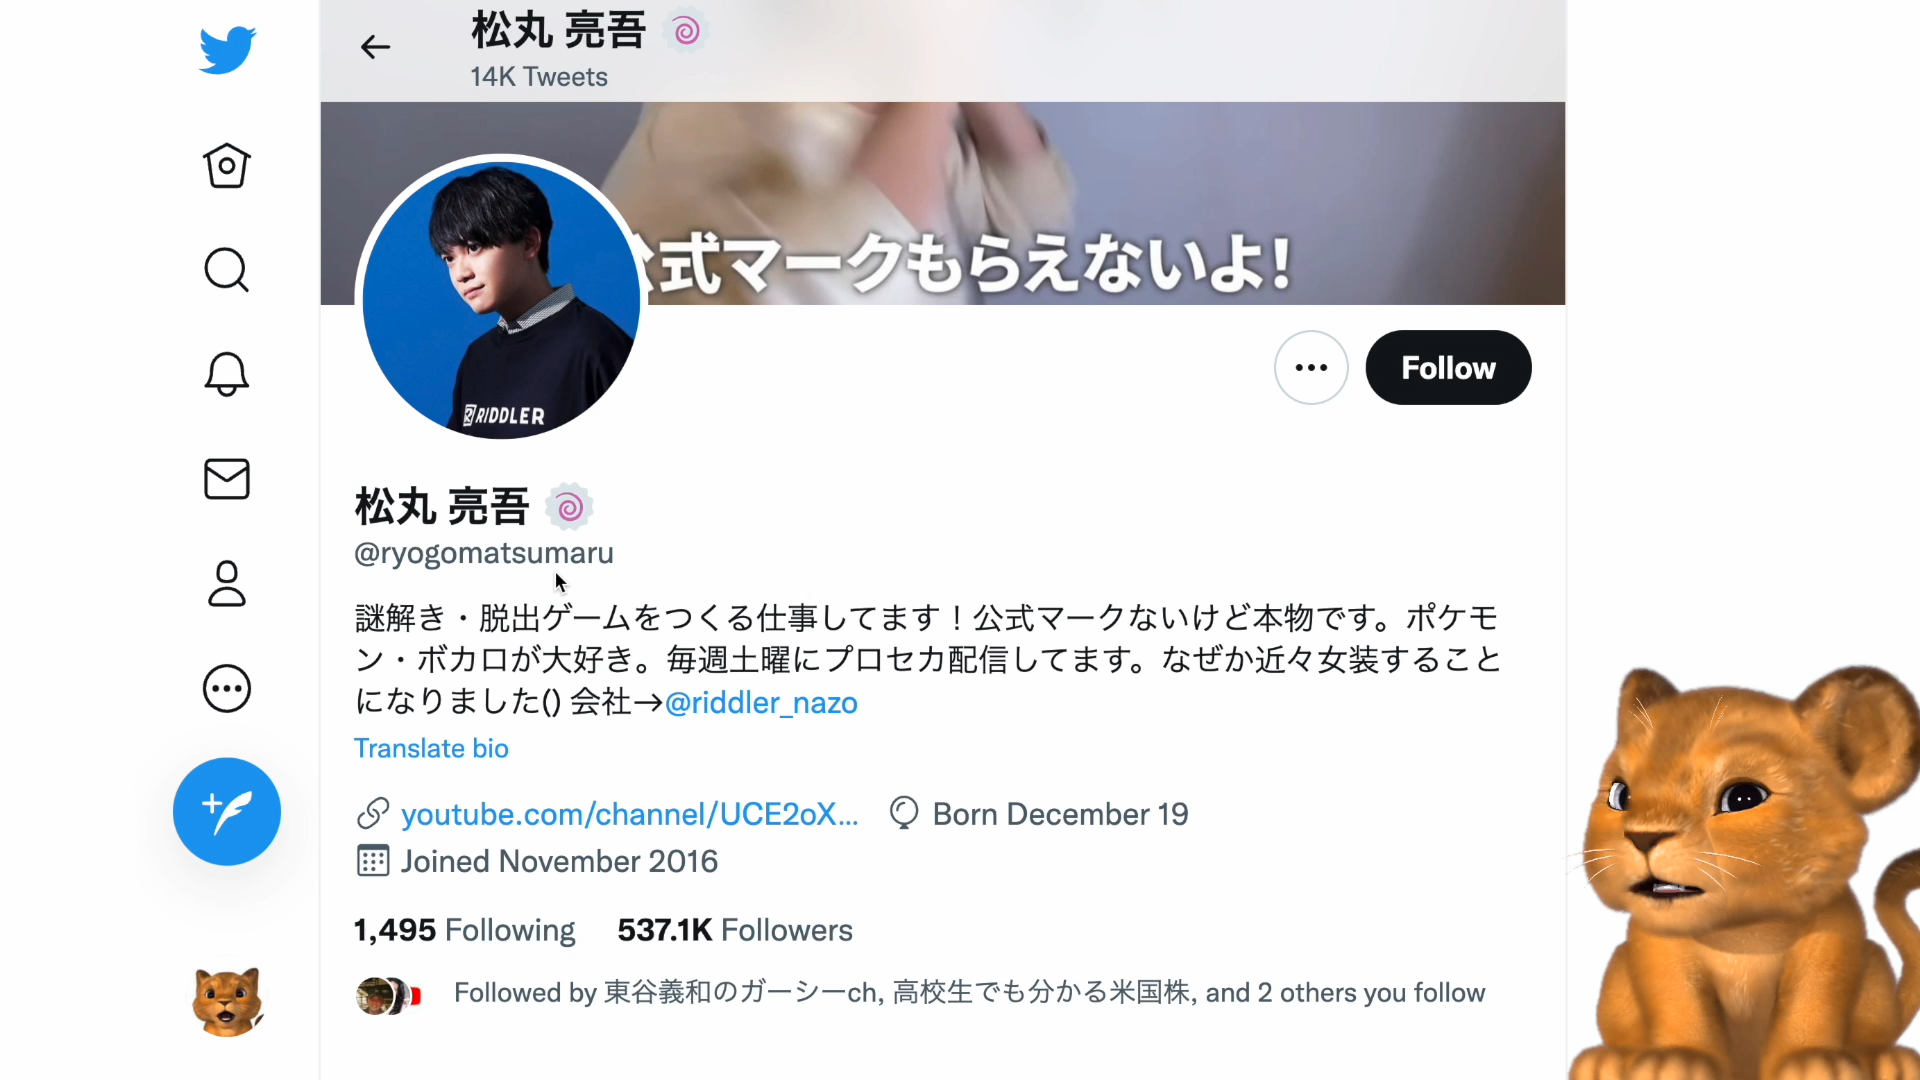 松丸 亮吾 🍥
14K Tweets
公式マークもらえないよ!
RIDDLER
Follow
松丸 亮吾 🍥
@ryogomatsumaru
謎解き・脱出ゲームをつくる仕事してます！公式マークないけど本物です。ポケモ
ン・ボカロが大好き。毎週土曜にプロセカ配信してます。なぜか近々女装すること
になりました() 会社→@riddler_nazo
Translate bio
youtube.com/channel/UCE2oX... Born December 19
Joined November 2016
1,495 Following 537.1K Followers
Followed by 東谷義和のガーシーch, 高校生でも分かる米国株, and 2 others you follow